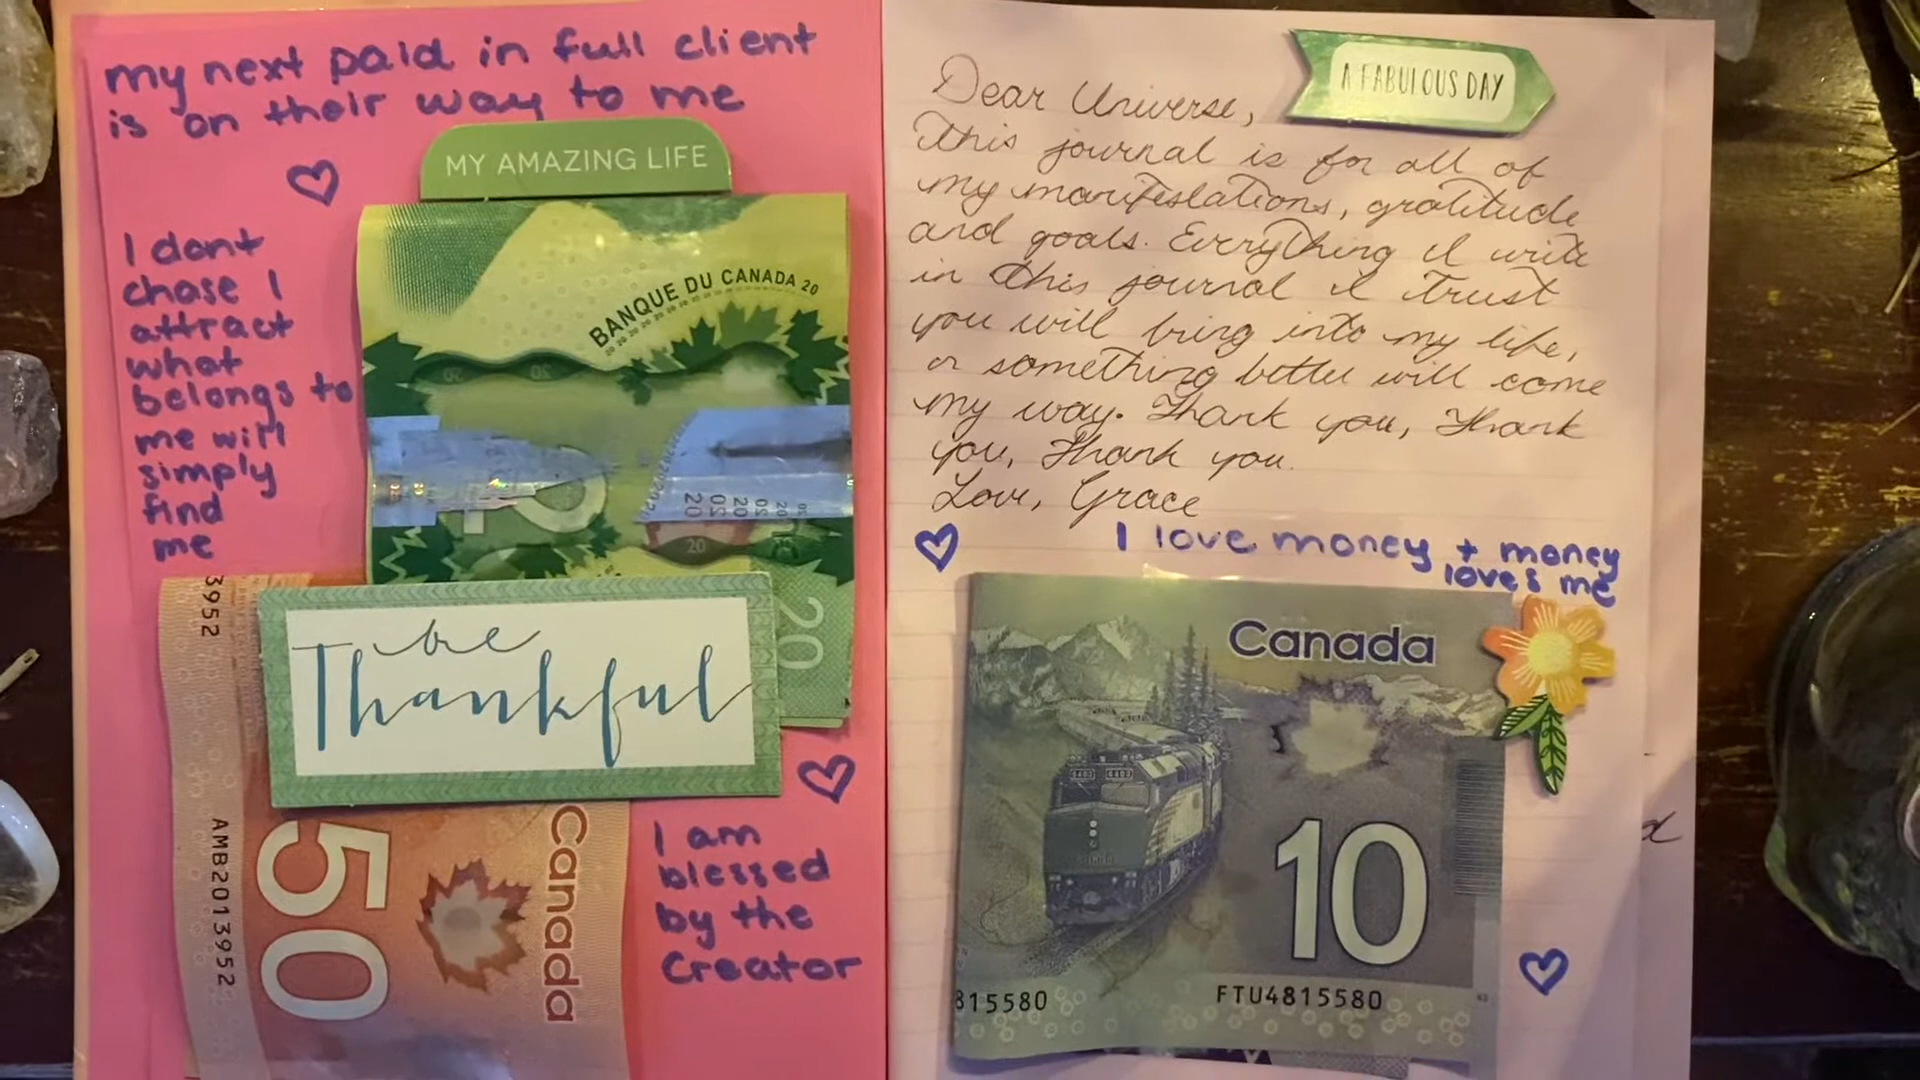 my next paid in full client
is on their way to me
MY AMAZING LIFE
I dont
chase I
attract
what
belongs to
me will
simply
find
me
BANQUE DU CANADA 20
20
20
be
Thankful
3952
AMB2013952
50
Canada
I am
blessed
by the
Creator
A FABULOUS DAY
Dear Universe,
This journal is for all of
my manifestations, gratitude
and goals. Everything I write
in this journal I trust
you will bring into my life,
or something better will come
my way. Thank you, Thank
you, Thank you.
Love, Grace
I love money + money
loves me
Canada
6403 6403
10
815580
FTU4815580